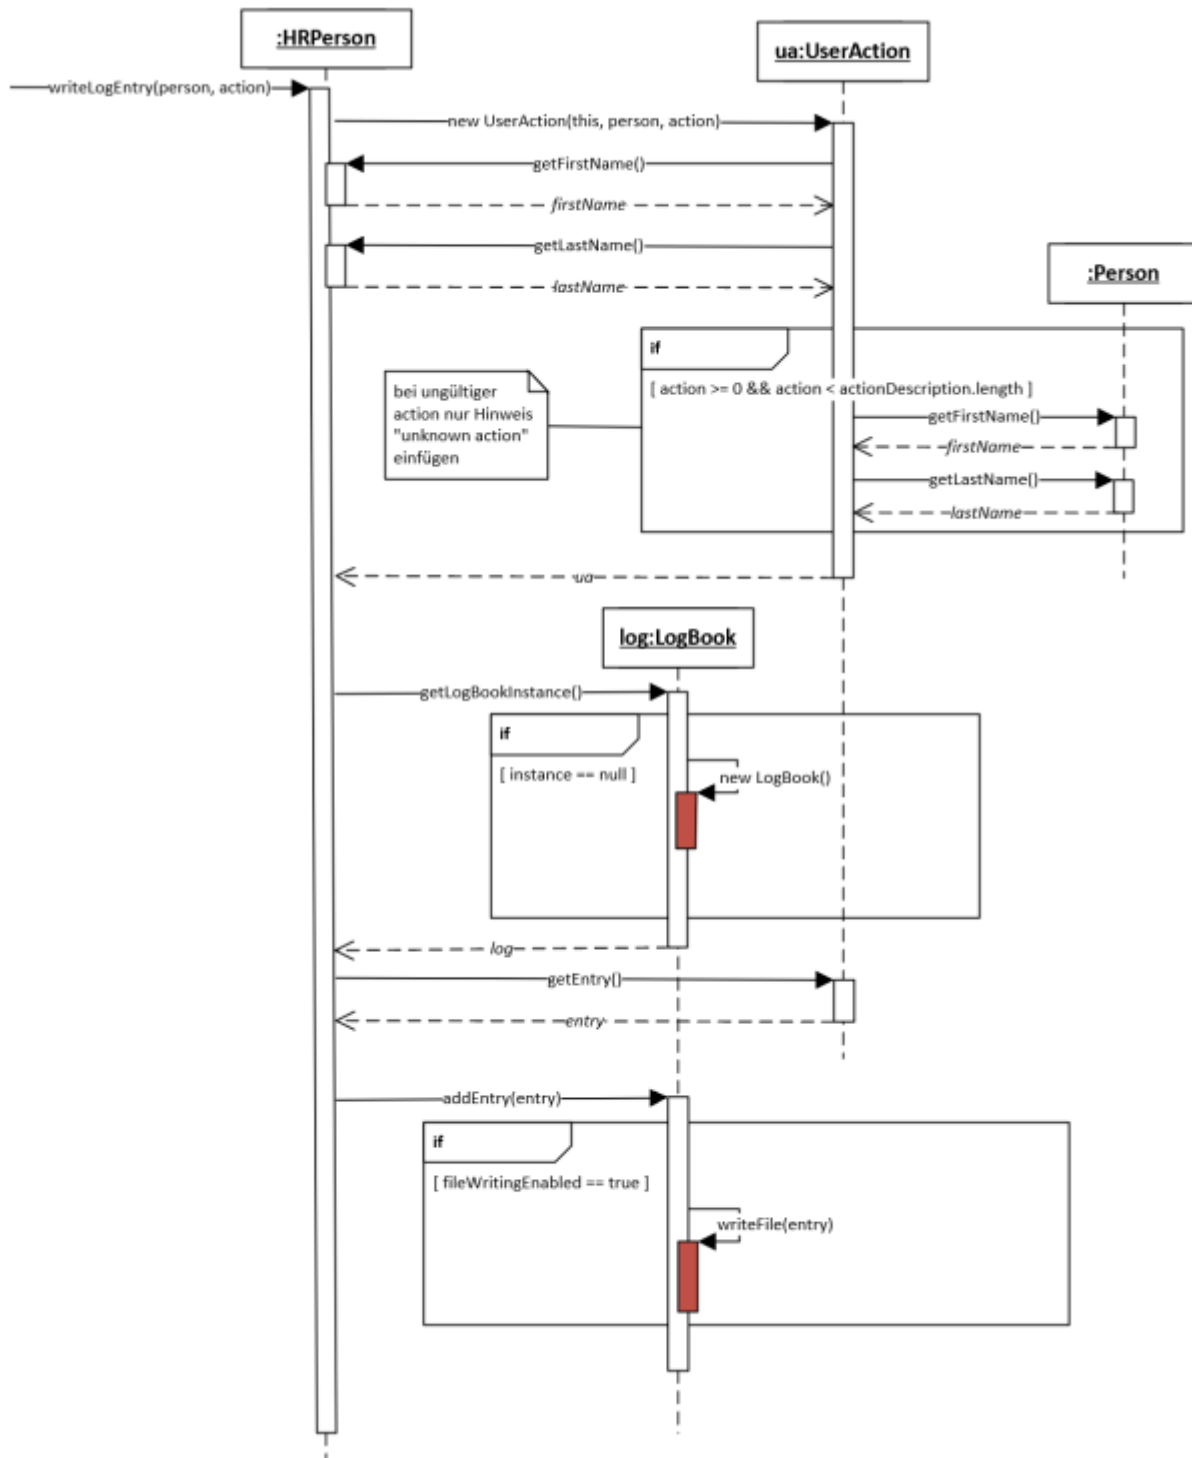 :HRPerson
ua:UserAction
writeLogEntry(person, action)
new UserAction(this, person, action)
getFirstName()
firstName
getLastName()
:Person
lastName
if
[ action >= 0 && action < actionDescription.length ]
bei ungültiger
action nur Hinweis
"unknown action"
einfügen
getFirstName()
firstName
getLastName()
lastName
ua
log:LogBook
getLogBookInstance()
if
[ instance == null ]
new LogBook()
log
getEntry()
entry
addEntry(entry)
if
[ fileWritingEnabled == true ]
writeFile(entry)